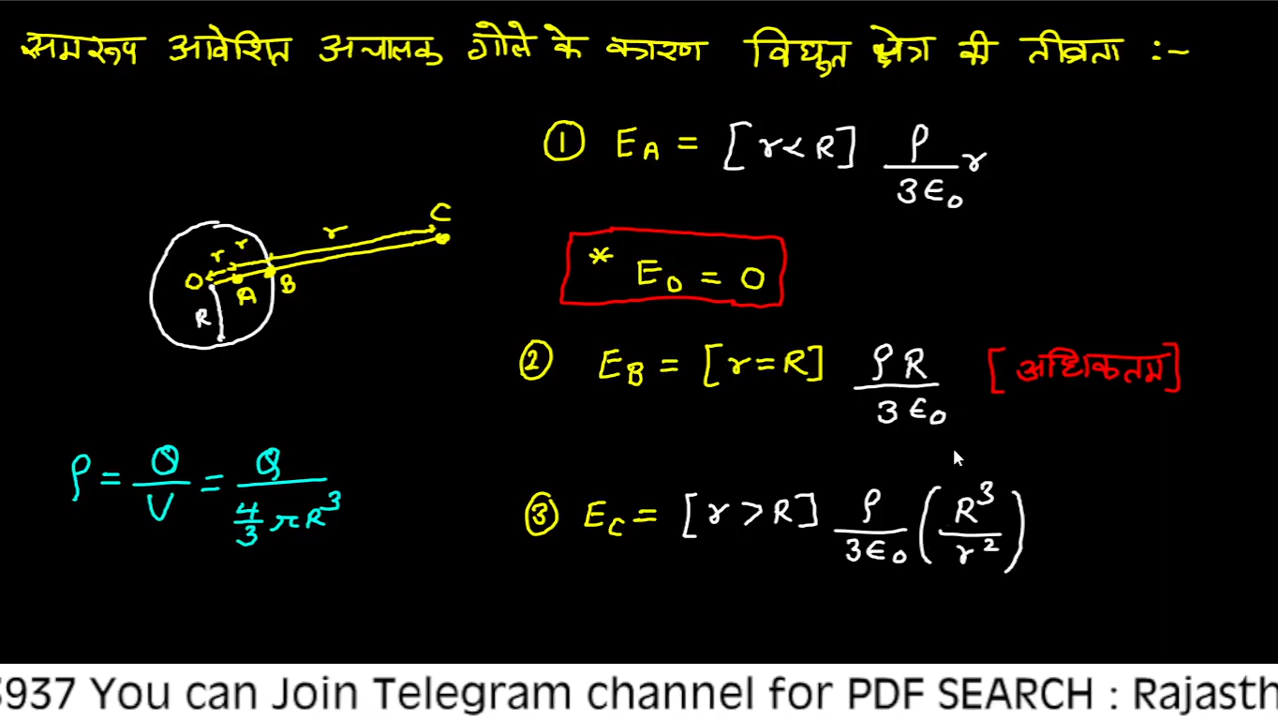 समरूप आवेशित अचालक गोले के कारण विद्युत क्षेत्र की तीव्रता :-
① E_A = [r<R] ρ/3ε₀ r
C
r
r
r
O
A
B
R
* E_O = 0
② E_B = [r=R] ρR/3ε₀ [अधिकतम]
ρ = Q/V = Q/(4/3 πR³)
③ E_C = [r>R] ρ/3ε₀ (R³/r²)
3937 You can Join Telegram channel for PDF SEARCH : Rajasth